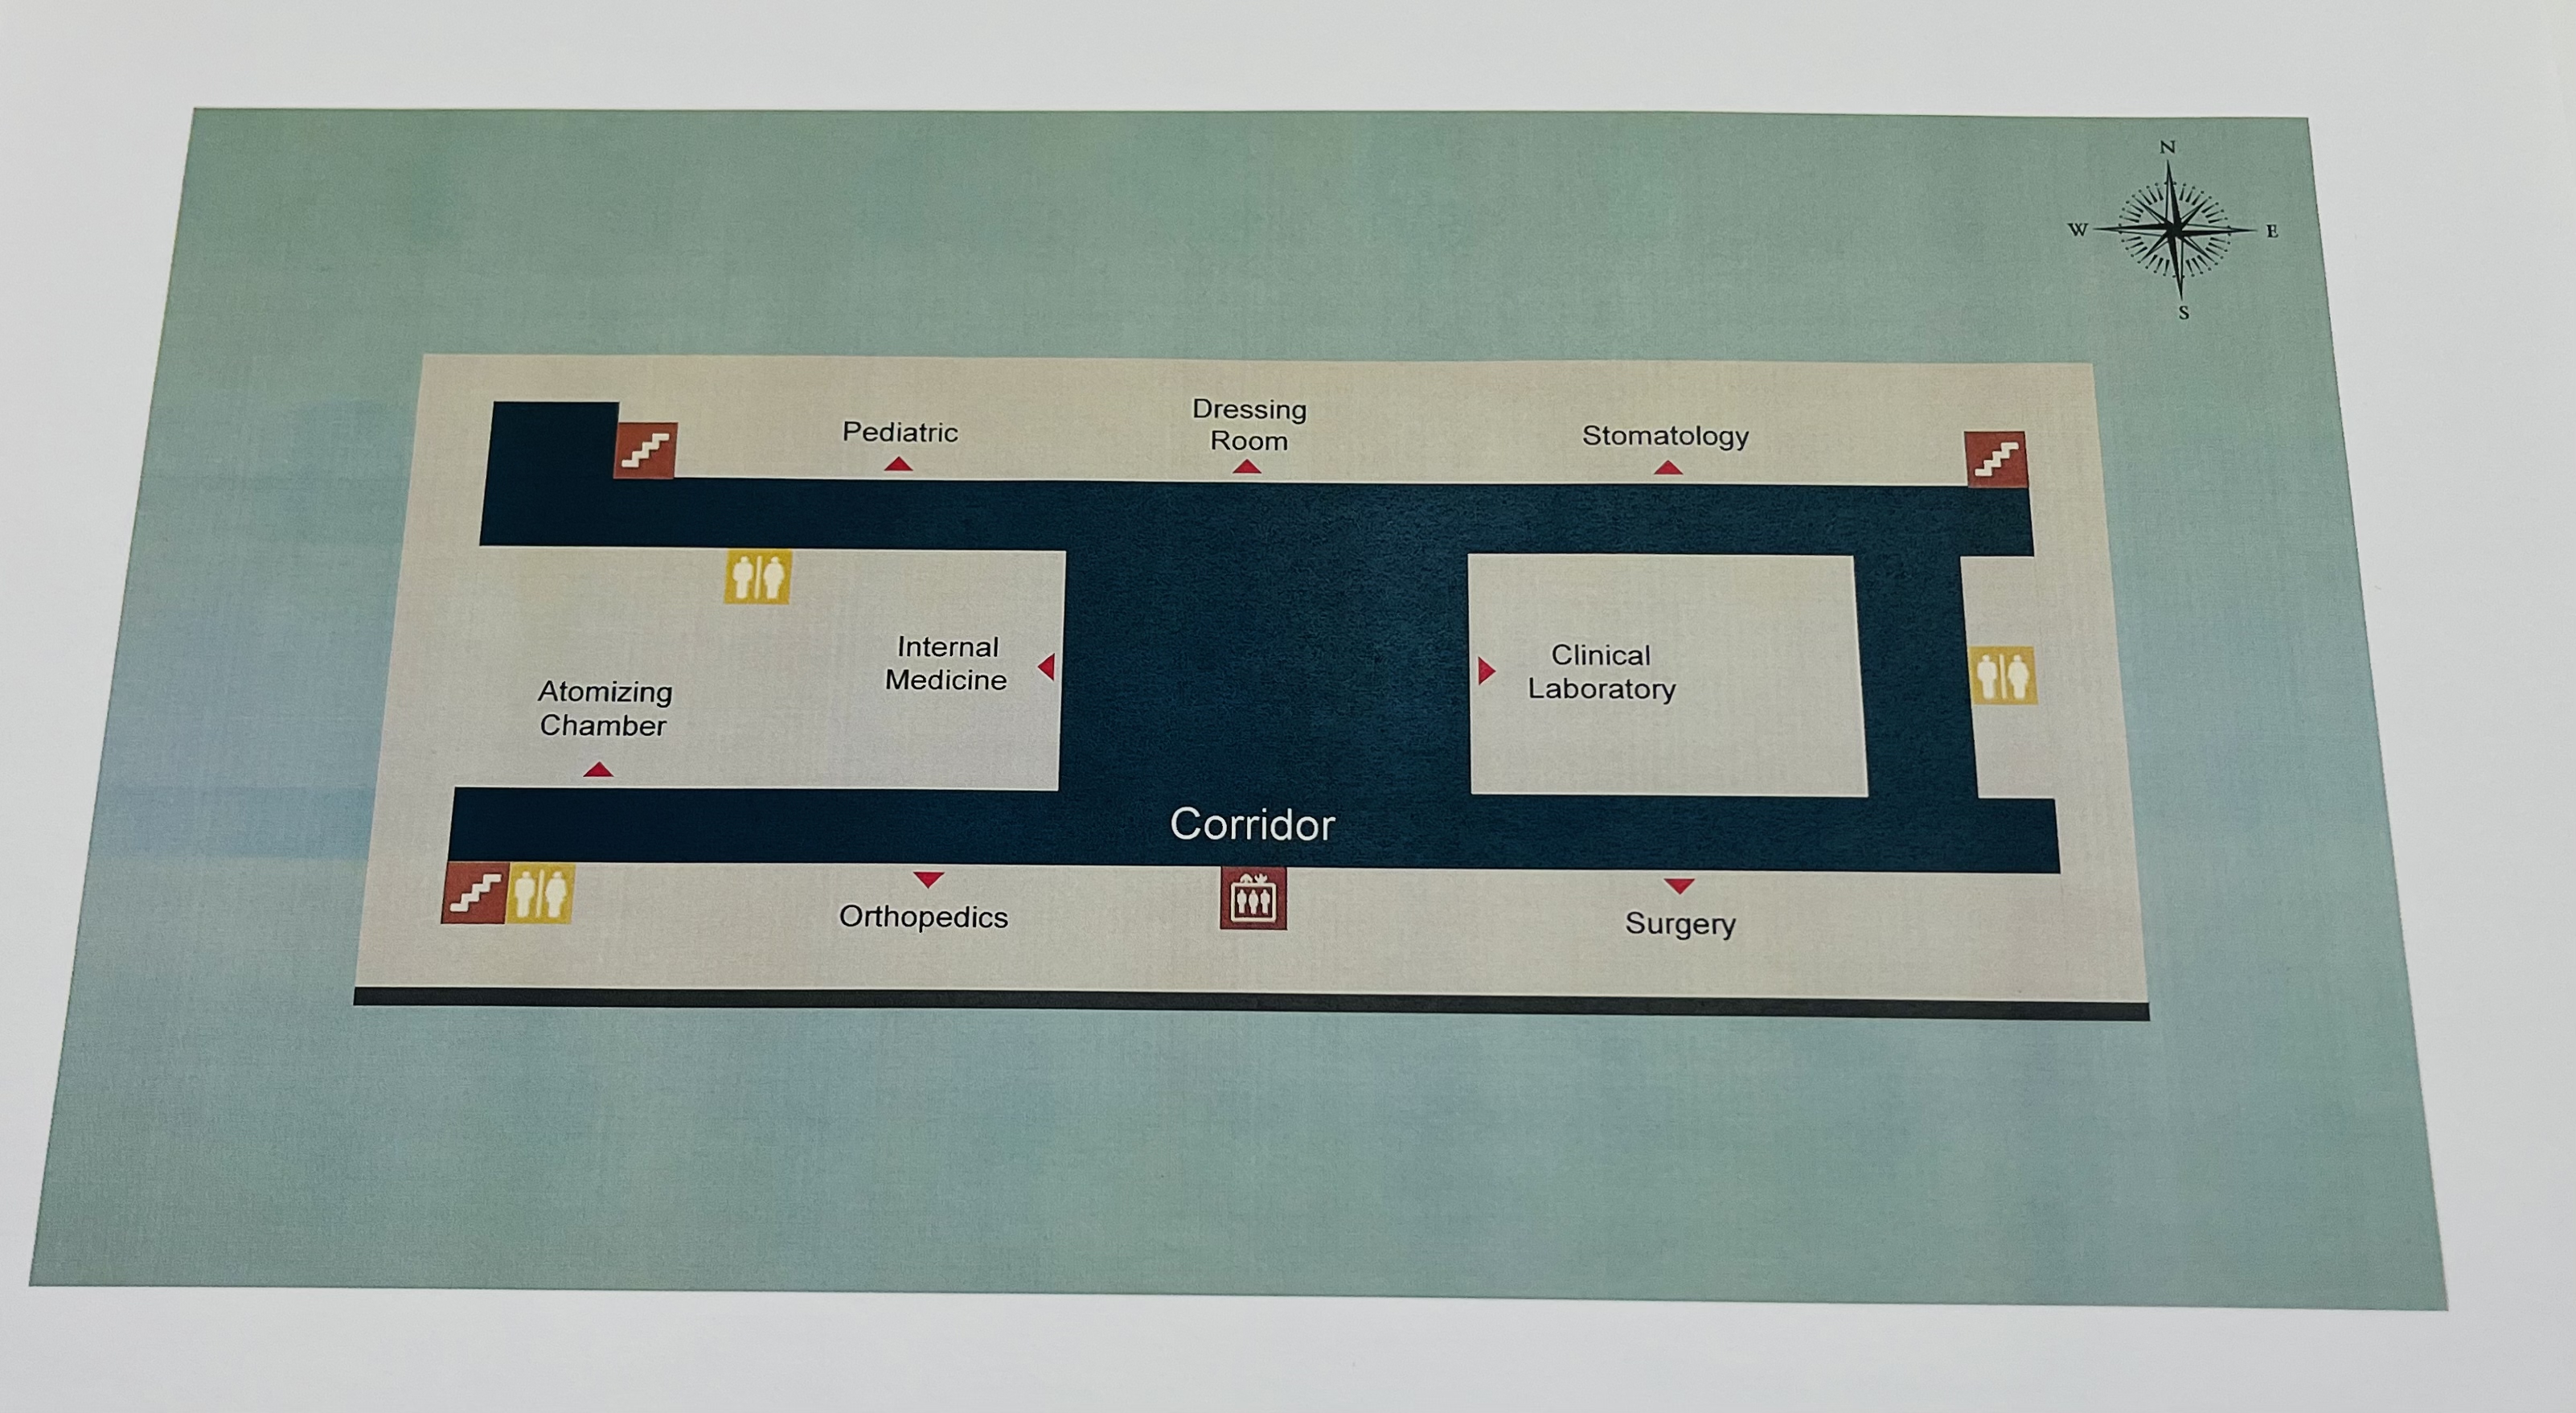 N
W
E
S
Pediatric
Dressing
Room
Stomatology
Internal
Medicine
Clinical
Laboratory
Atomizing
Chamber
Corridor
Orthopedics
Surgery